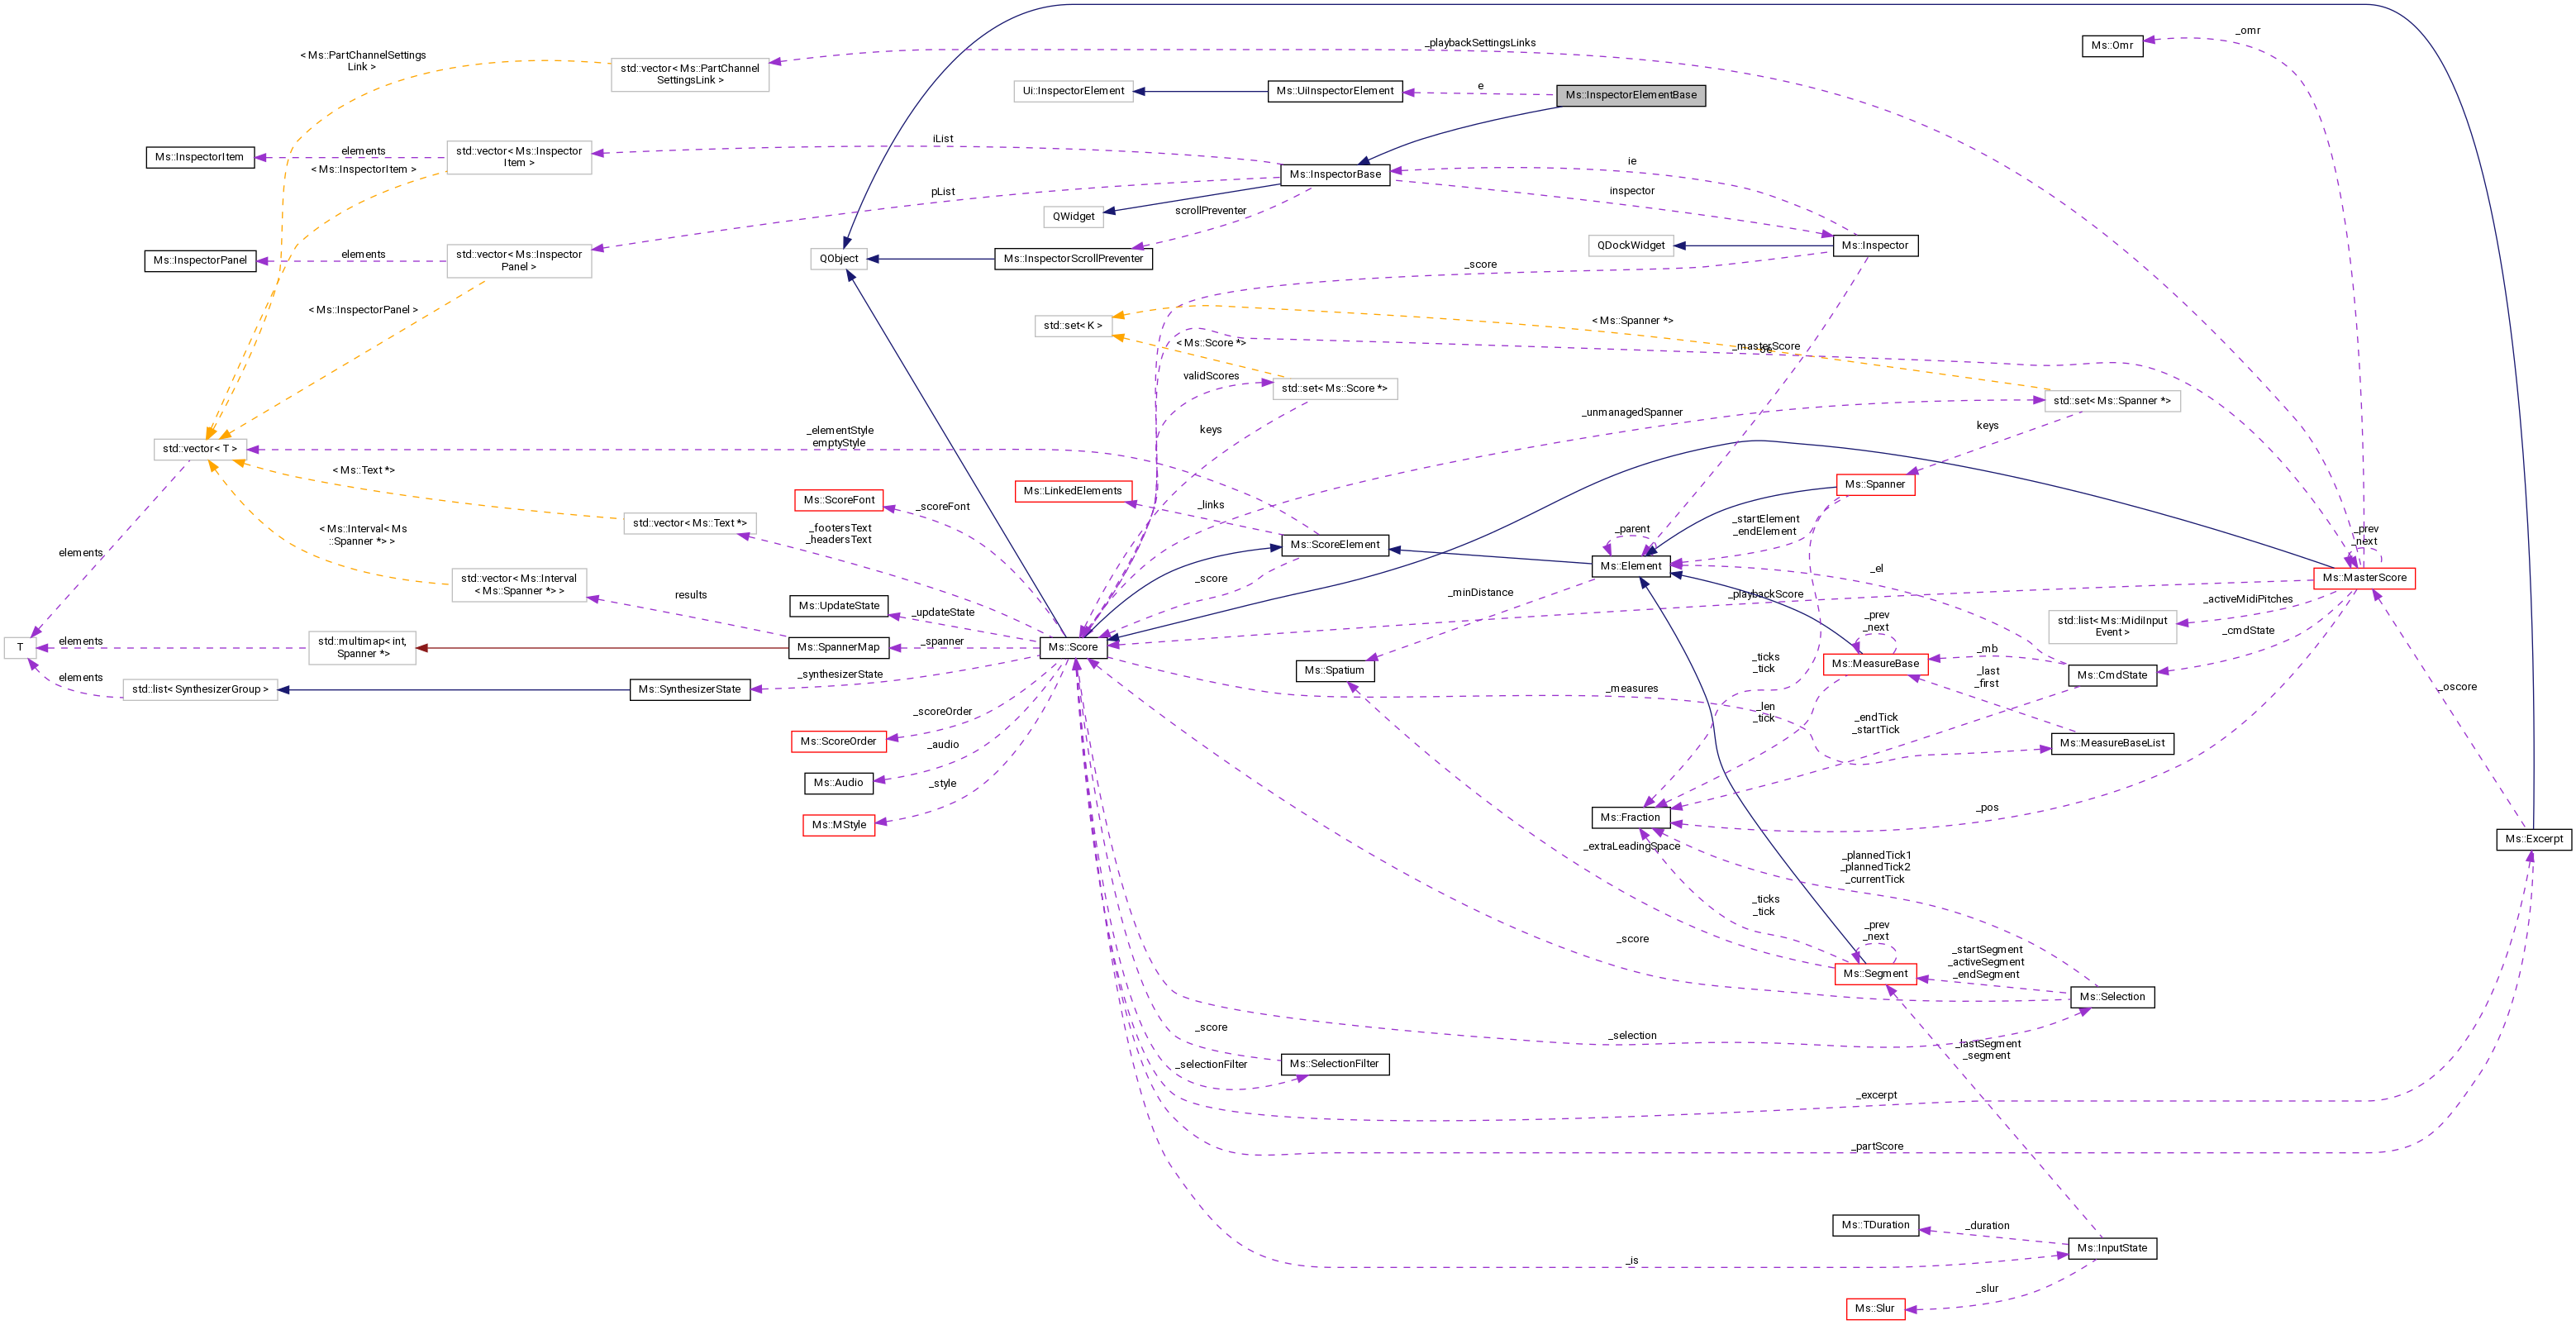 _omr
_playbackSettingsLinks
Ms::Omr
< Ms::PartChannelSettings
Link >
std::vector< Ms::PartChannel
SettingsLink >
Ui::InspectorElement
Ms::UiInspectorElement
e
Ms::InspectorElementBase
iList
Ms::InspectorItem
elements
std::vector< Ms::Inspector
Item >
< Ms::InspectorItem >
ie
Ms::InspectorBase
pList
inspector
scrollPreventer
QWidget
Ms::InspectorPanel
elements
std::vector< Ms::Inspector
Panel >
QObject
Ms::InspectorScrollPreventer
QDockWidget
Ms::Inspector
_score
< Ms::InspectorPanel >
std::set< K >
< Ms::Spanner *>
< Ms::Score *>
_masterScore
oe
validScores
std::set< Ms::Score *>
std::set< Ms::Spanner *>
_unmanagedSpanner
keys
keys
_elementStyle
emptyStyle
std::vector< T >
< Ms::Text *>
Ms::ScoreFont
_scoreFont
Ms::LinkedElements
_links
Ms::Spanner
std::vector< Ms::Text *>
_footersText
_headersText
< Ms::Interval< Ms
::Spanner *> >
_startElement
_endElement
_parent
_prev
_next
elements
Ms::ScoreElement
Ms::Element
_el
Ms::MasterScore
std::vector< Ms::Interval
< Ms::Spanner *> >
results
_score
_minDistance
_playbackScore
_activeMidiPitches
Ms::UpdateState
_updateState
_prev
_next
std::list< MS::MidiInput
Event >
_cmdState
T
elements
std::multimap< int,
Spanner *>
Ms::SpannerMap
_spanner
Ms::Score
_ticks
_tick
Ms::MeasureBase
_mb
Ms::CmdState
elements
std::list< SynthesizerGroup >
Ms::SynthesizerState
_synthesizerState
Ms::Spatium
_measures
_last
_first
_oscore
_scoreOrder
_len
_tick
_endTick
_startTick
Ms::ScoreOrder
_audio
Ms::MeasureBaseList
Ms::Audio
_style
Ms::MStyle
Ms::Fraction
_pos
Ms::Excerpt
_extraLeadingSpace
_plannedTick1
_plannedTick2
_currentTick
_ticks
_tick
_prev
_next
_score
_startSegment
_activeSegment
_endSegment
Ms::Segment
Ms::Selection
_score
_selection
_lastSegment
_segment
_selectionFilter
Ms::SelectionFilter
_excerpt
_partScore
Ms::TDuration
_duration
Ms::InputState
_is
_slur
Ms::Slur